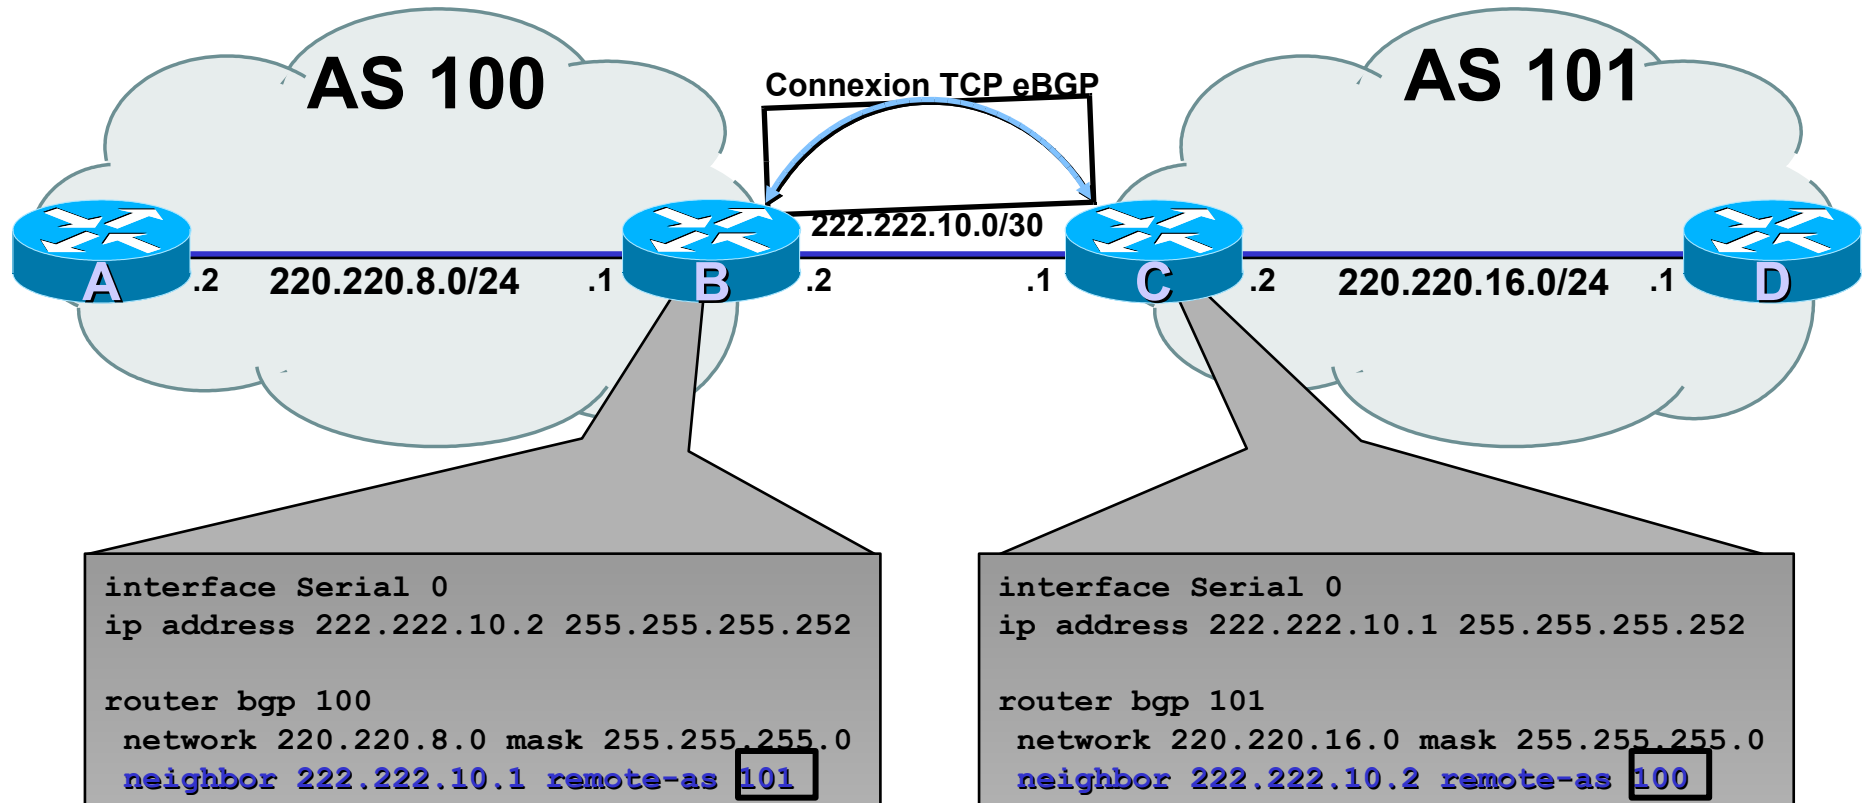 AS 100
AS 101
Connexion TCP eBGP
222.222.10.0/30
A
.2
220.220.8.0/24
.1
B
.2
.1
C
.2
220.220.16.0/24
.1
D
interface Serial 0
ip address 222.222.10.2 255.255.255.252
router bgp 100
network 220.220.8.0 mask 255.255.255.0
neighbor 222.222.10.1 remote-as 101
interface Serial 0
ip address 222.222.10.1 255.255.255.252
router bgp 101
network 220.220.16.0 mask 255.255.255.0
neighbor 222.222.10.2 remote-as 100